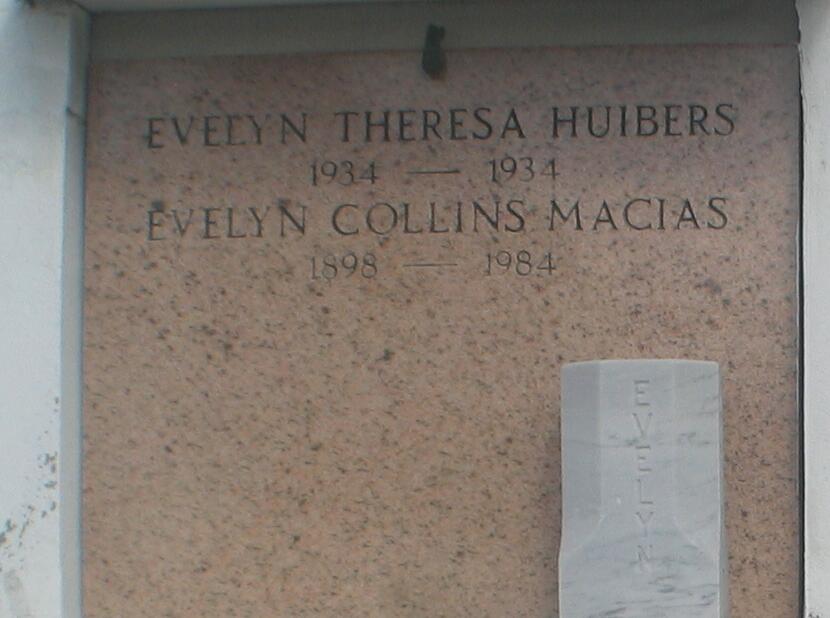 EVELYN THERESA HUIBERS
1934 — 1934
EVELYN COLLINS MACIAS
1898 — 1984
EVELYN